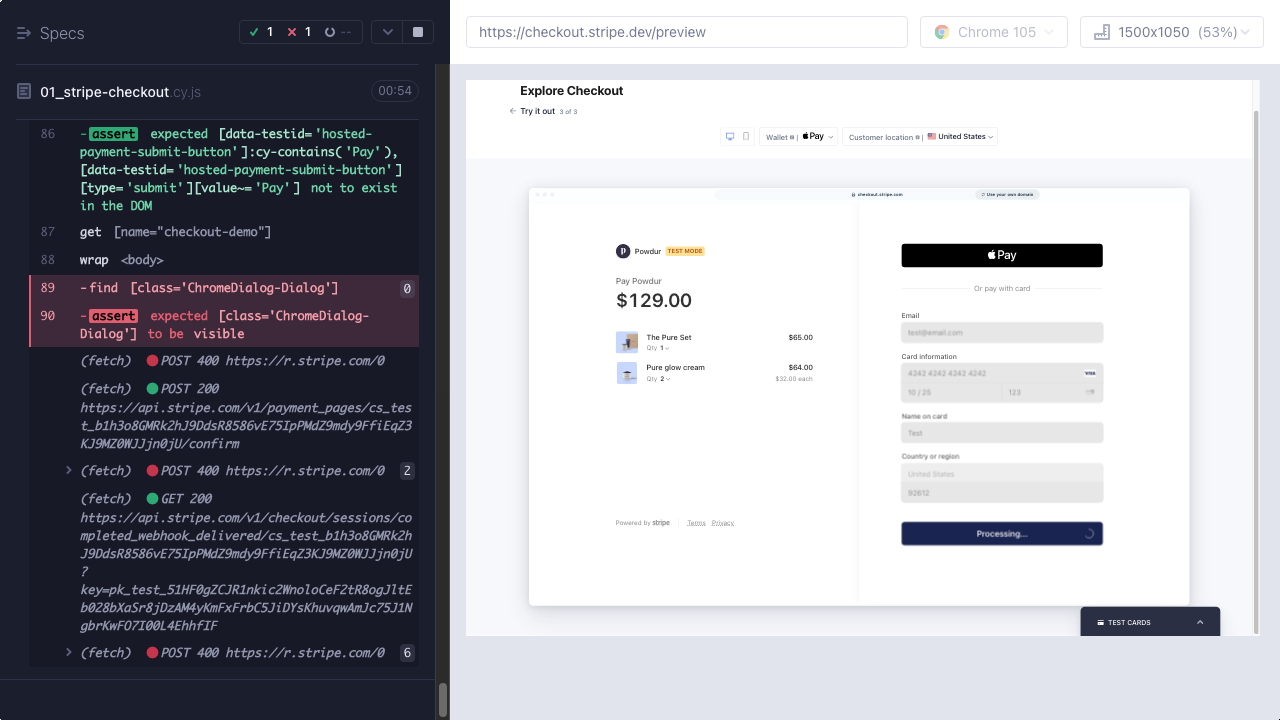 Specs
1
1
--
01_stripe-checkout.cy.js
00:54
86 -assert expected [data-testid='hosted-
payment-submit-button']:cy-contains('Pay'),
[data-testid='hosted-payment-submit-button']
[type='submit'][value~='Pay'] not to exist
in the DOM
87 get [name="checkout-demo"]
88 wrap <body>
89 -find [class='ChromeDialog-Dialog'] 0
90 -assert expected [class='ChromeDialog-
Dialog'] to be visible
(fetch) POST 400 https://r.stripe.com/0
(fetch) POST 200
https://api.stripe.com/v1/payment_pages/cs_tes
KJ9MZ0WJJjn0jU/confirm
(fetch) POST 400 https://r.stripe.com/0 2
(fetch) GET 200
https://api.stripe.com/v1/checkout/sessions/co
?
(fetch) POST 400 https://r.stripe.com/0 6
https://checkout.stripe.dev/preview
Chrome 105
1500x1050 (53%)
Explore Checkout
Try it out 3 of 3
Wallet | Pay
Customer location | United States
checkout.stripe.com
Use your own domain
P Powdur TEST MODE
Pay Powdur
$129.00
The Pure Set $65.00
Qty 1
Pure glow cream $64.00
Qty 2 $32.00 each
Powered by stripe
Terms Privacy
Pay
Or pay with card
Email
test@email.com
Card information
4242 4242 4242 4242 VISA
10 / 25 123
Name on card
Test
Country or region
United States
92612
Processing...
TEST CARDS